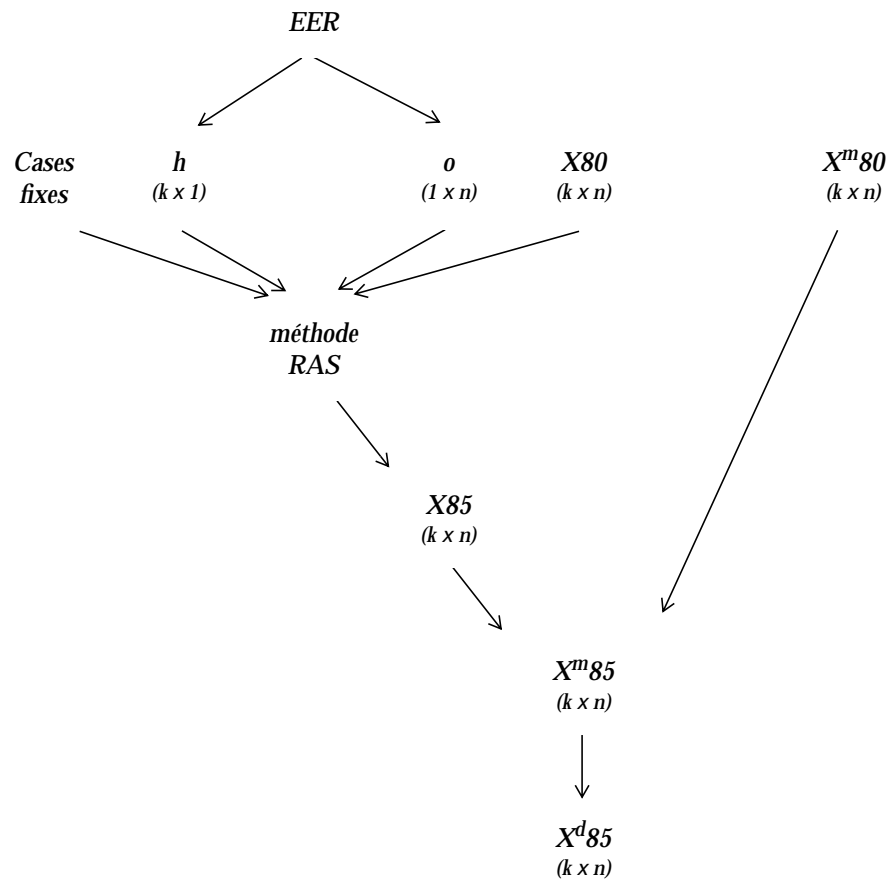 EER
Cases
fixes
h
(k x 1)
o
(1 x n)
X80
(k x n)
Xᵐ80
(k x n)
méthode
RAS
X85
(k x n)
Xᵐ85
(k x n)
Xᵈ85
(k x n)